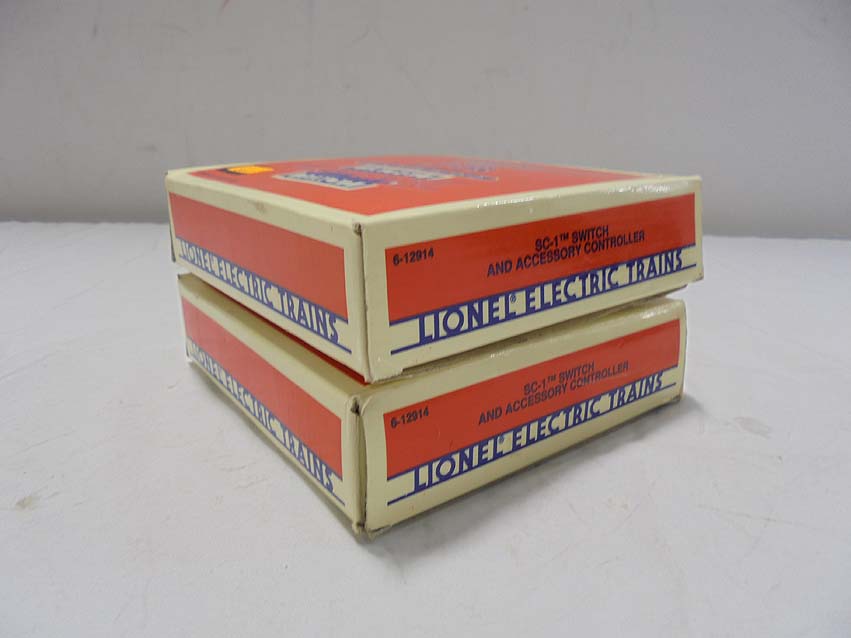 6-12914
SC-1™ SWITCH
AND ACCESSORY CONTROLLER
LIONEL® ELECTRIC TRAINS
LIONEL ELECTRIC TRAINS
6-12914
SC-1™ SWITCH
AND ACCESSORY CONTROLLER
LIONEL® ELECTRIC TRAINS
LIONEL ELECTRIC TRAINS